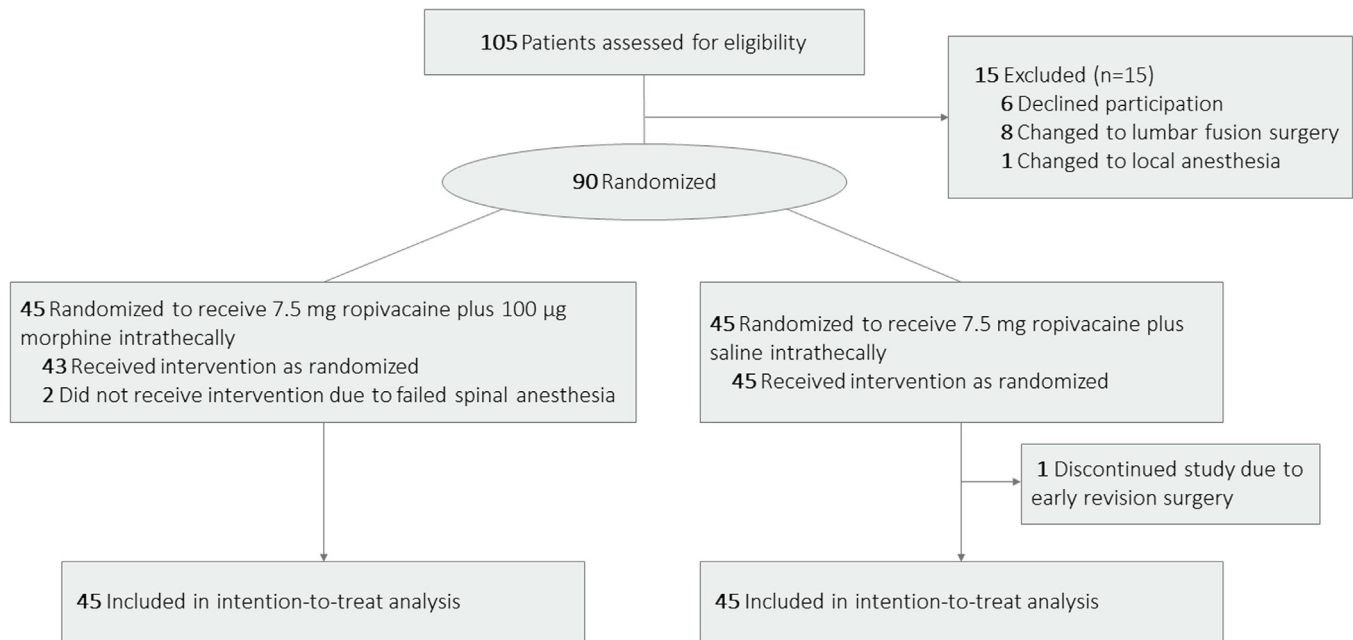 105 Patients assessed for eligibility
15 Excluded (n=15)
6 Declined participation
8 Changed to lumbar fusion surgery
1 Changed to local anesthesia
90 Randomized
45 Randomized to receive 7.5 mg ropivacaine plus 100 µg
morphine intrathecally
43 Received intervention as randomized
2 Did not receive intervention due to failed spinal anesthesia
45 Randomized to receive 7.5 mg ropivacaine plus
saline intrathecally
45 Received intervention as randomized
1 Discontinued study due to
early revision surgery
45 Included in intention-to-treat analysis
45 Included in intention-to-treat analysis